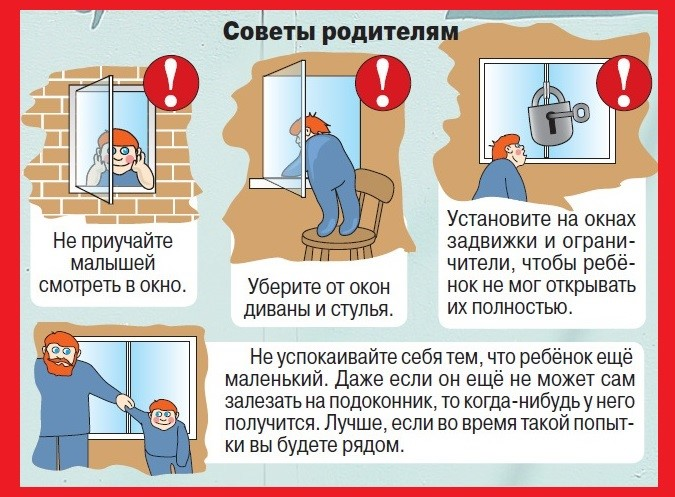 Советы родителям
Не приучайте
малышей
смотреть в окно.
Уберите от окон
диваны и стулья.
Установите на окнах
задвижки и ограни-
чители, чтобы ребё-
нок не мог открывать
их полностью.
Не успокаивайте себя тем, что ребёнок ещё
маленький. Даже если он ещё не может сам
залезать на подоконник, то когда-нибудь у него
получится. Лучше, если во время такой попыт-
ки вы будете рядом.